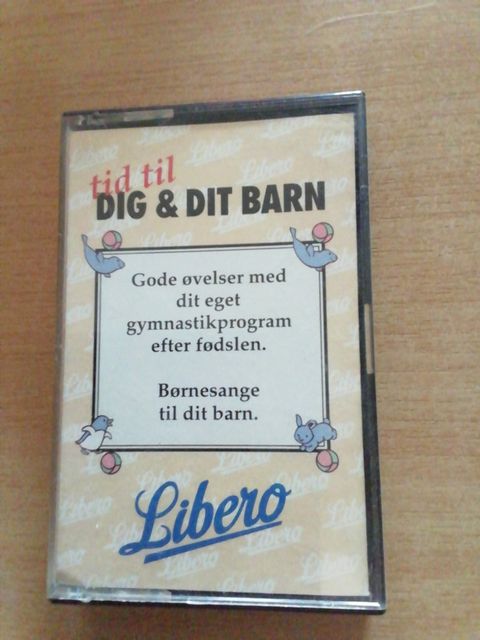 tid til
DIG & DIT BARN
Gode øvelser med
dit eget
gymnastikprogram
efter fødslen.
Børnesange
til dit barn.
Libero